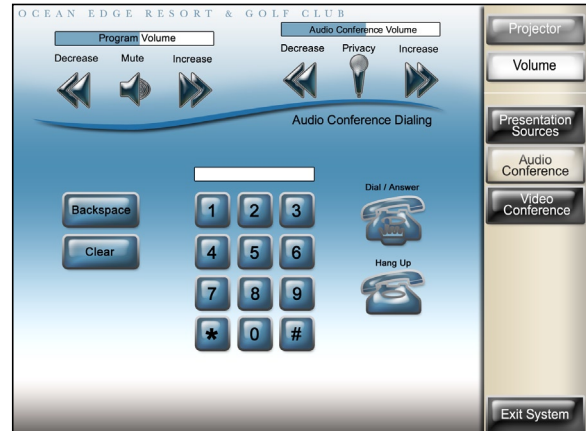 OCEAN EDGE RESORT & GOLF CLUB
Program Volume
Decrease Mute Increase
Audio Conference Volume
Decrease Privacy Increase
Audio Conference Dialing
Backspace
Clear
1 2 3
4 5 6
7 8 9
* 0 #
Dial / Answer
Hang Up
Projector
Volume
Presentation
Sources
Audio
Conference
Video
Conference
Exit System